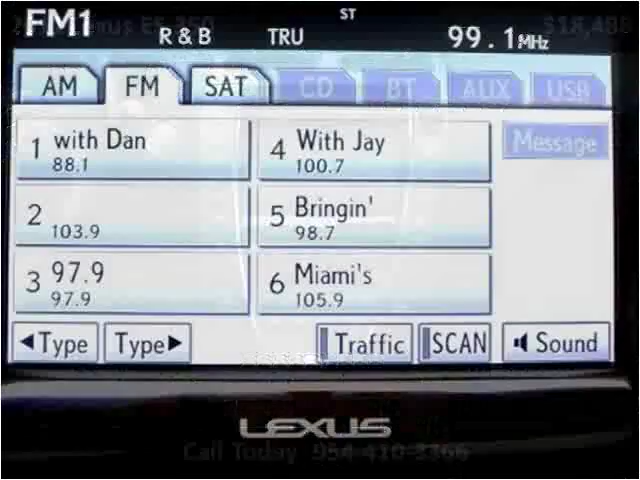 FM1 ST
R & B TRU 99.1 MHz
AM FM SAT CD BT AUX USB
1 with Dan 88.1
4 With Jay 100.7
Message
2 103.9
5 Bringin' 98.7
3 97.9 97.9
6 Miami's 105.9
◄Type Type► Traffic SCAN Sound
LEXUS
Call Today 954-410-3366